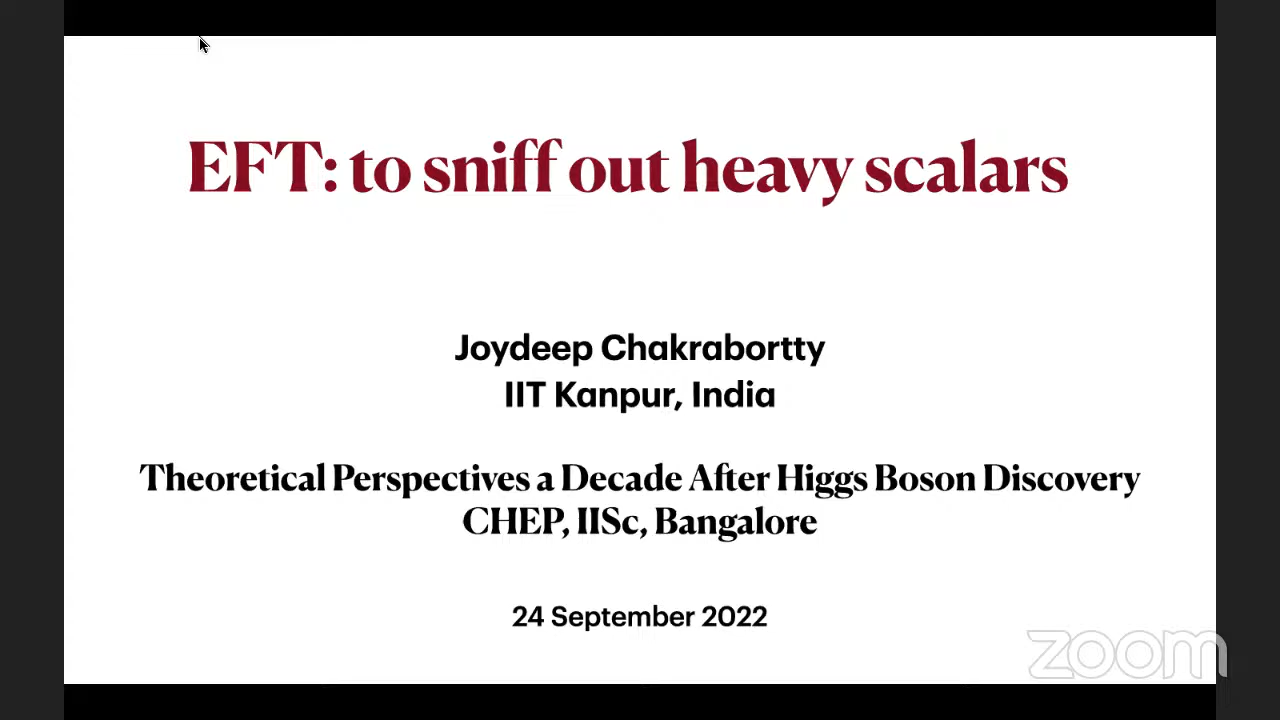 EFT: to sniff out heavy scalars
Joydeep Chakrabortty
IIT Kanpur, India
Theoretical Perspectives a Decade After Higgs Boson Discovery
CHEP, IISc, Bangalore
24 September 2022
zoom